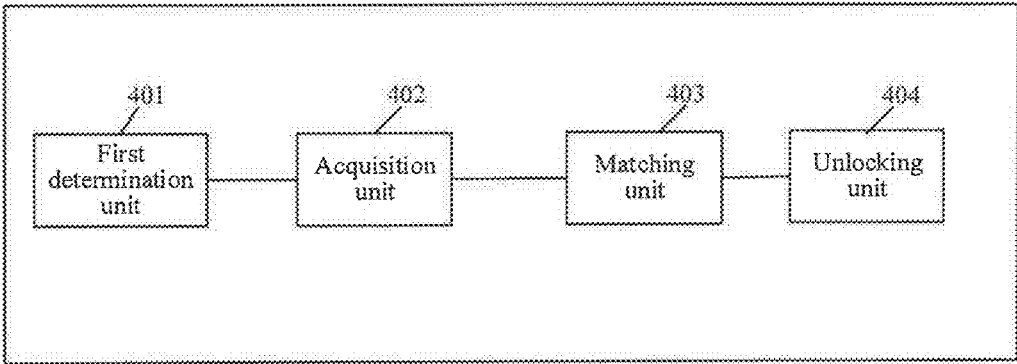 401
402
403
404
First
determination
unit
Acquisition
unit
Matching
unit
Unlocking
unit